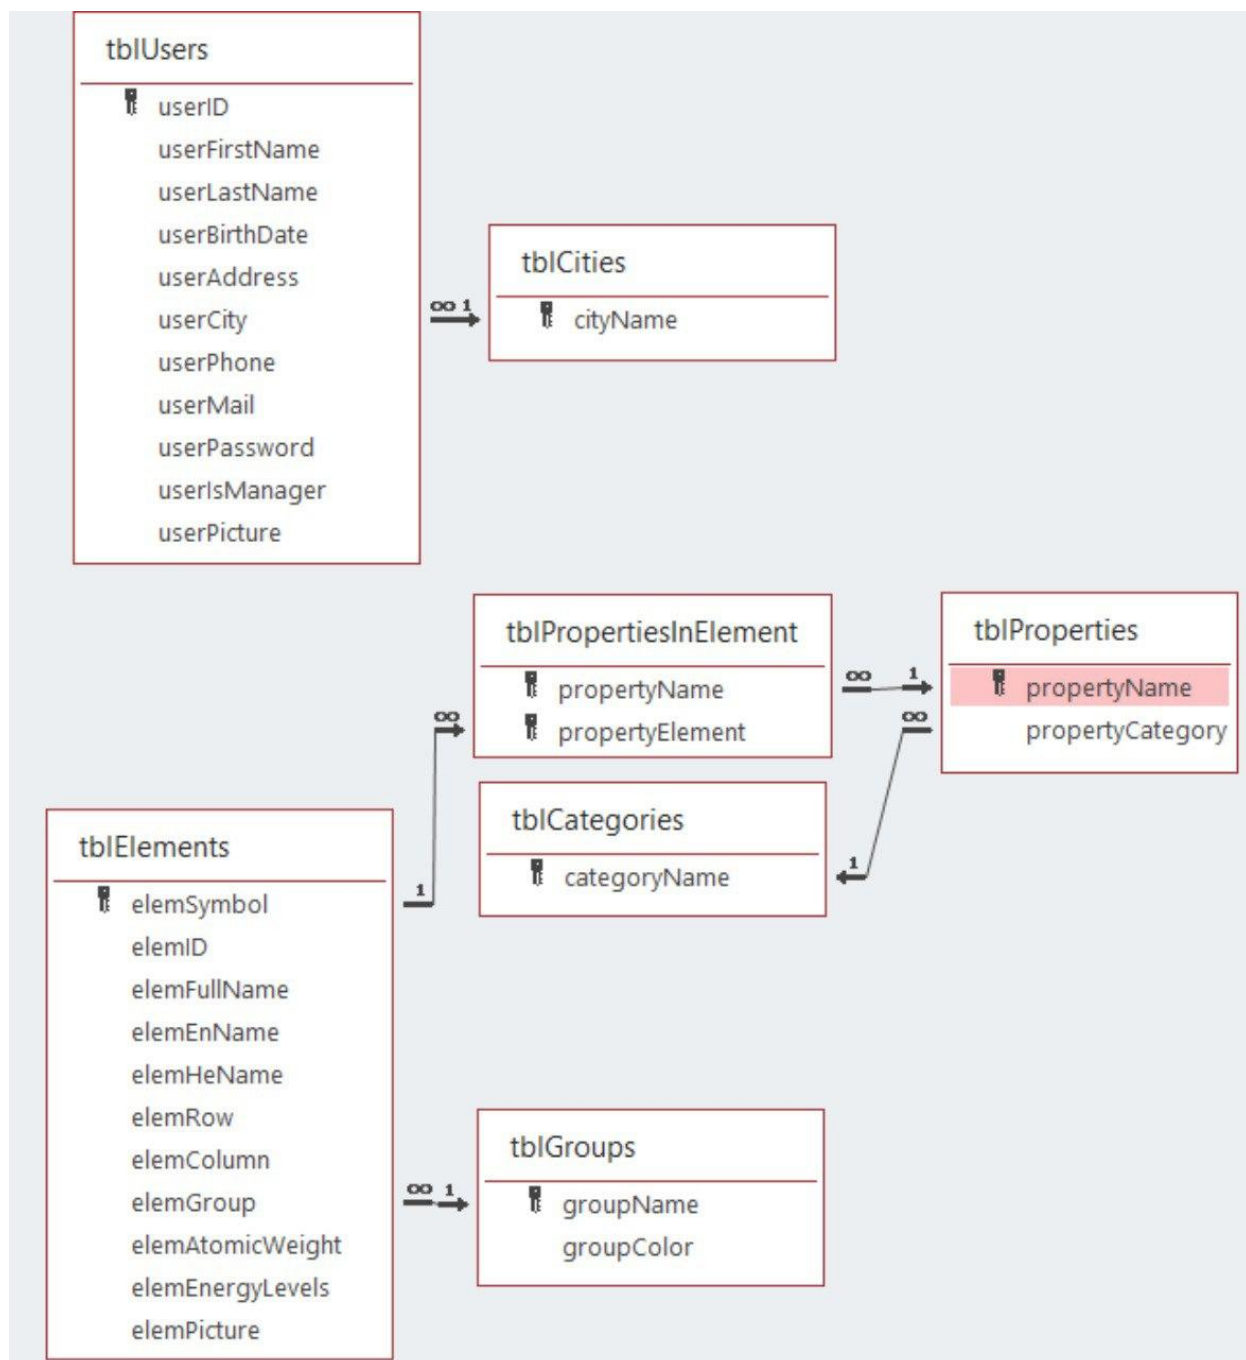 tblUsers
userID
userFirstName
userLastName
userBirthDate
userAddress
userCity
userPhone
userMail
userPassword
userIsManager
userPicture
∞ 1
tblCities
cityName
tblPropertiesInElement
propertyName
propertyElement
∞ 1
tblProperties
propertyName
propertyCategory
∞
∞
1
tblCategories
categoryName
tblElements
elemSymbol
elemID
elemFullName
elemEnName
elemHeName
elemRow
elemColumn
elemGroup
elemAtomicWeight
elemEnergyLevels
elemPicture
1
∞ 1
tblGroups
groupName
groupColor